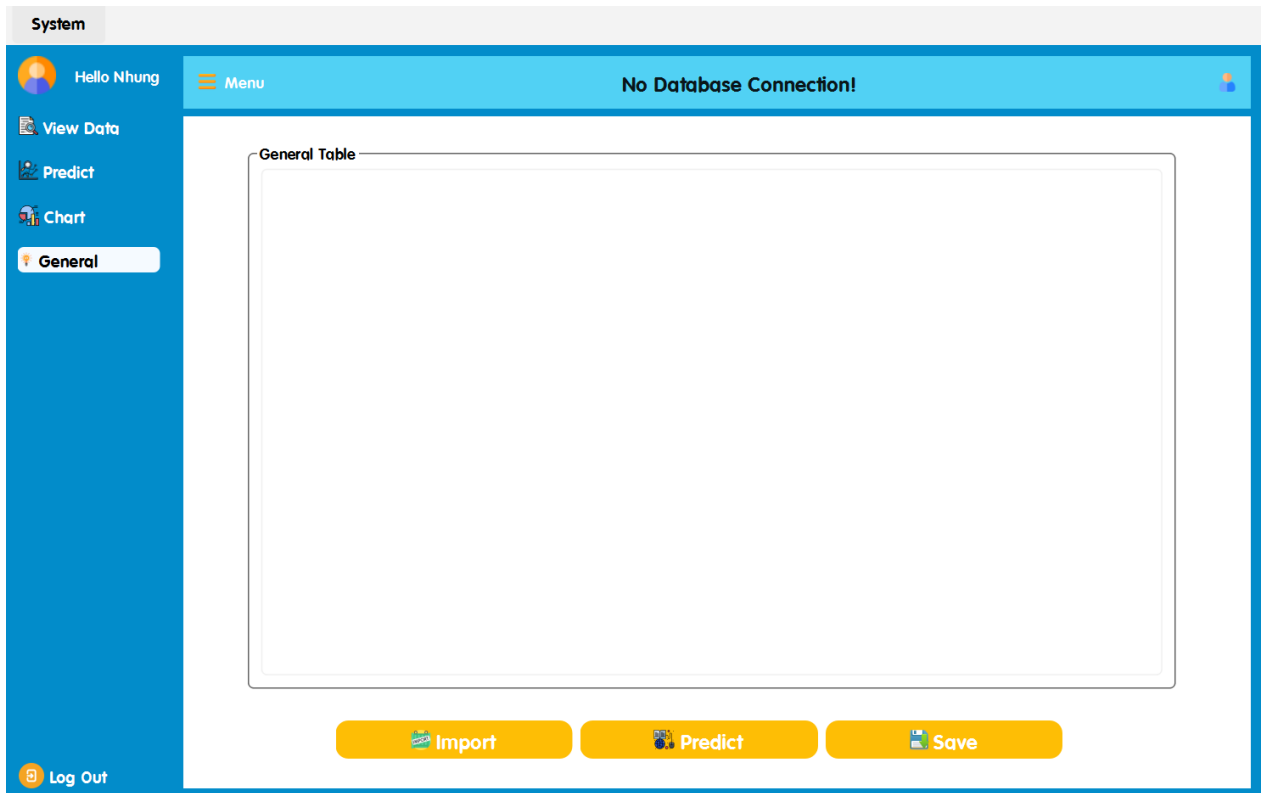 System
Hello Nhung
Menu
No Database Connection!
View Data
Predict
Chart
General
General Table
Import
Predict
Save
Log Out